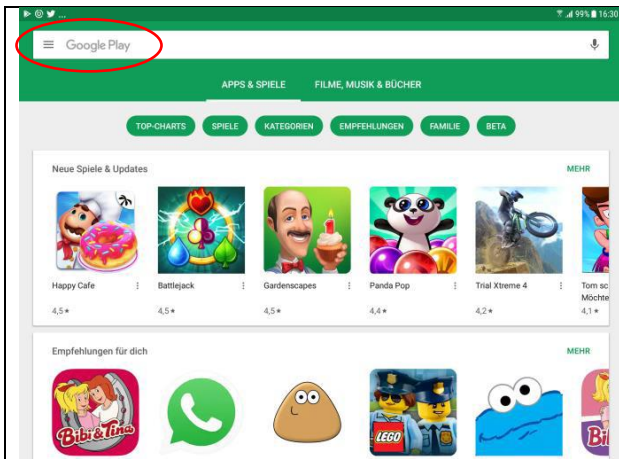 99% 16:30
Google Play
APPS & SPIELE FILME, MUSIK & BÜCHER
TOP-CHARTS SPIELE KATEGORIEN EMPFEHLUNGEN FAMILIE BETA
Neue Spiele & Updates MEHR
Happy Cafe Battlejack Gardenscapes Panda Pop Trial Xtreme 4 Tom sc
Möchte
4,5★ 4,5★ 4,5★ 4,4★ 4,2★ 4,1★
Empfehlungen für dich MEHR
Bibi & Tina LEGO Bi